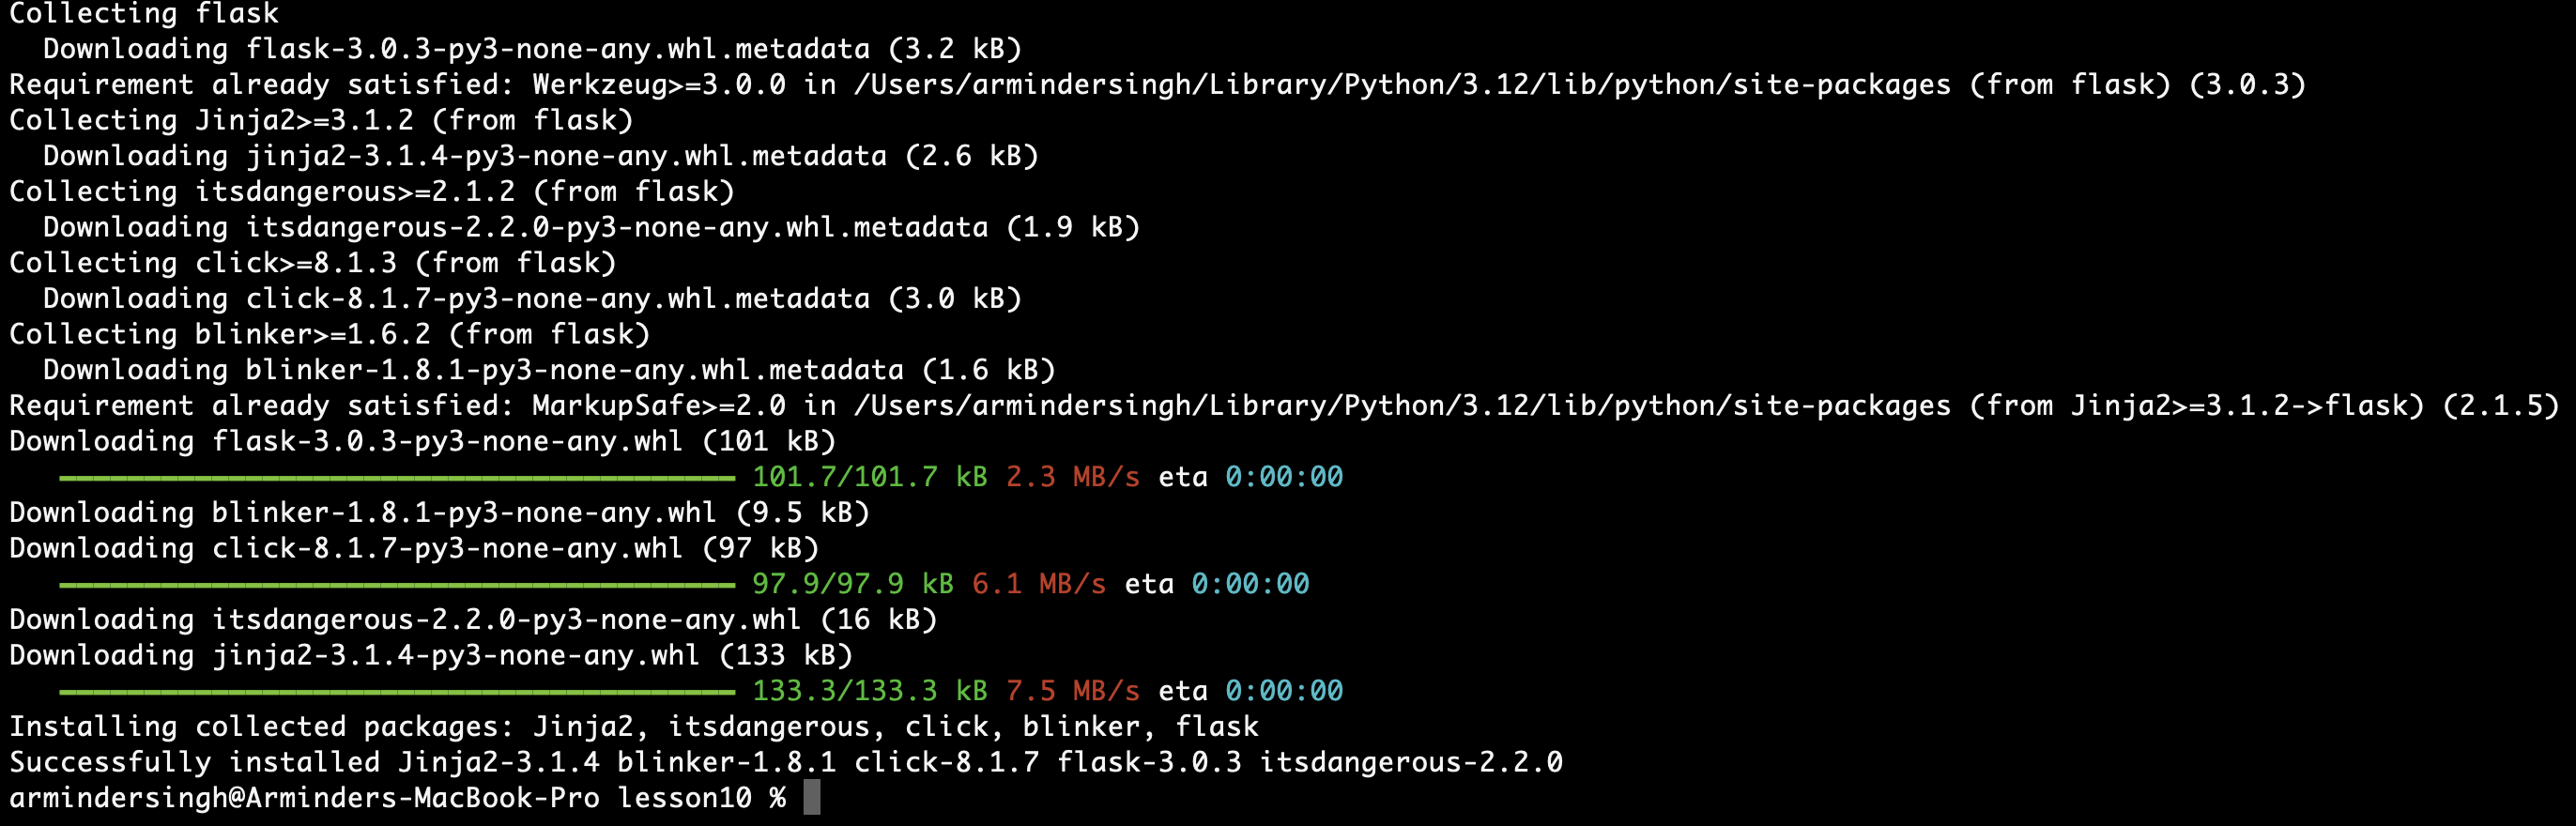 Collecting flask
  Downloading flask-3.0.3-py3-none-any.whl.metadata (3.2 kB)
Requirement already satisfied: Werkzeug>=3.0.0 in /Users/armindersingh/Library/Python/3.12/lib/python/site-packages (from flask) (3.0.3)
Collecting Jinja2>=3.1.2 (from flask)
  Downloading jinja2-3.1.4-py3-none-any.whl.metadata (2.6 kB)
Collecting itsdangerous>=2.1.2 (from flask)
  Downloading itsdangerous-2.2.0-py3-none-any.whl.metadata (1.9 kB)
Collecting click>=8.1.3 (from flask)
  Downloading click-8.1.7-py3-none-any.whl.metadata (3.0 kB)
Collecting blinker>=1.6.2 (from flask)
  Downloading blinker-1.8.1-py3-none-any.whl.metadata (1.6 kB)
Requirement already satisfied: MarkupSafe>=2.0 in /Users/armindersingh/Library/Python/3.12/lib/python/site-packages (from Jinja2>=3.1.2->flask) (2.1.5)
Downloading flask-3.0.3-py3-none-any.whl (101 kB)
101.7/101.7 kB 2.3 MB/s eta 0:00:00
Downloading blinker-1.8.1-py3-none-any.whl (9.5 kB)
Downloading click-8.1.7-py3-none-any.whl (97 kB)
97.9/97.9 kB 6.1 MB/s eta 0:00:00
Downloading itsdangerous-2.2.0-py3-none-any.whl (16 kB)
Downloading jinja2-3.1.4-py3-none-any.whl (133 kB)
133.3/133.3 kB 7.5 MB/s eta 0:00:00
Installing collected packages: Jinja2, itsdangerous, click, blinker, flask
Successfully installed Jinja2-3.1.4 blinker-1.8.1 click-8.1.7 flask-3.0.3 itsdangerous-2.2.0
armindersingh@Arminders-MacBook-Pro lesson10 %